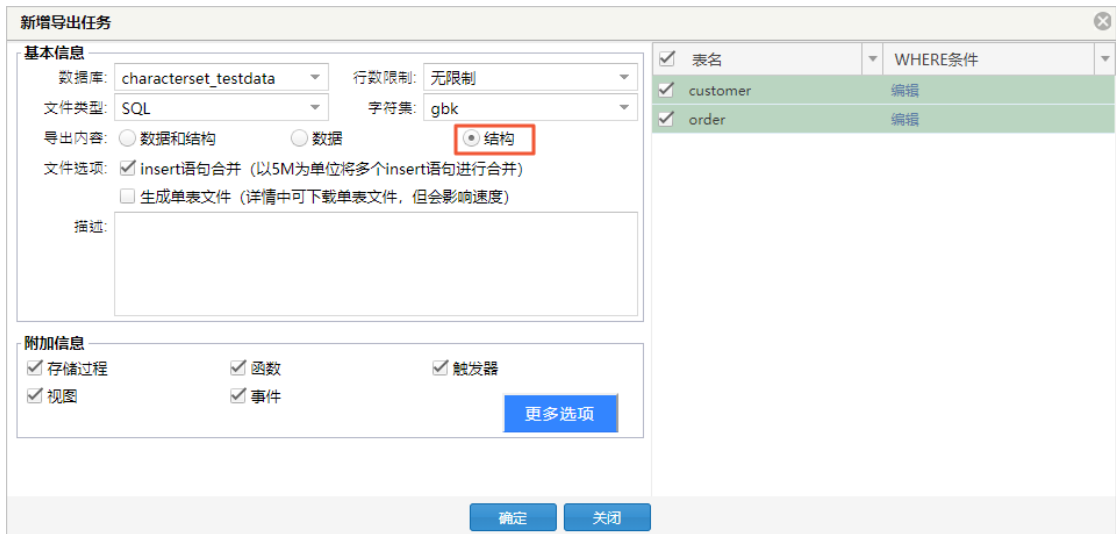 新增导出任务
基本信息
数据库: characterset_testdata 行数限制: 无限制
文件类型: SQL 字符集: gbk
导出内容: 数据和结构 数据 结构
文件选项: insert语句合并（以5M为单位将多个insert语句进行合并）
生成单表文件（详情中可下载单表文件，但会影响速度）
描述:
附加信息
存储过程 函数 触发器
视图 事件
更多选项
表名 WHERE条件
customer 编辑
order 编辑
确定 关闭